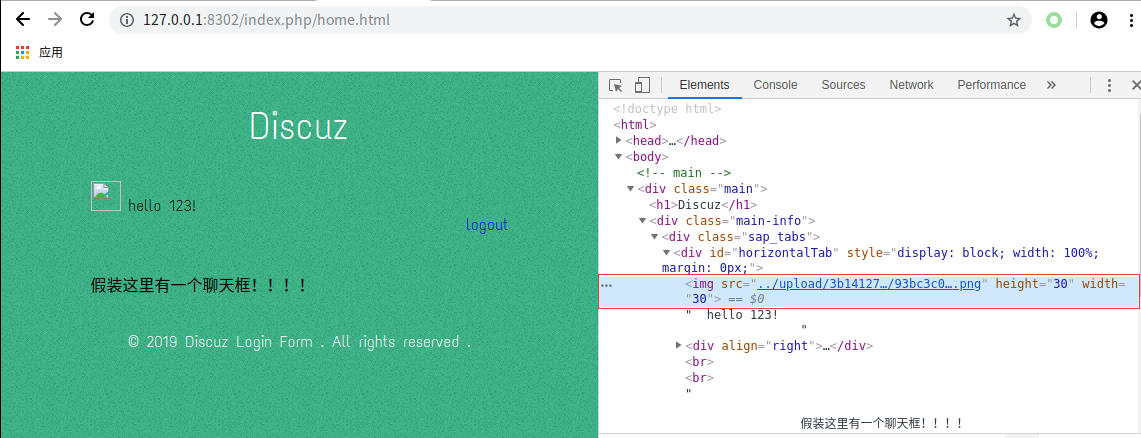 127.0.0.1:8302/index.php/home.html
应用
Discuz
hello 123!
logout
假装这里有一个聊天框！！！！
© 2019 Discuz Login Form . All rights reserved .
Elements Console Sources Network Performance »
<!doctype html>
<html>
<head>…</head>
<body>
<!-- main -->
<div class="main">
<h1>Discuz</h1>
<div class="main-info">
<div class="sap_tabs">
<div id="horizontalTab" style="display: block; width: 100%;
margin: 0px;">
<img src="../upload/3b14127…/93bc3c0….png" height="30" width=
"30"> == $0
"  hello 123!
"
<div align="right">…</div>
<br>
<br>
"
假装这里有一个聊天框！！！！